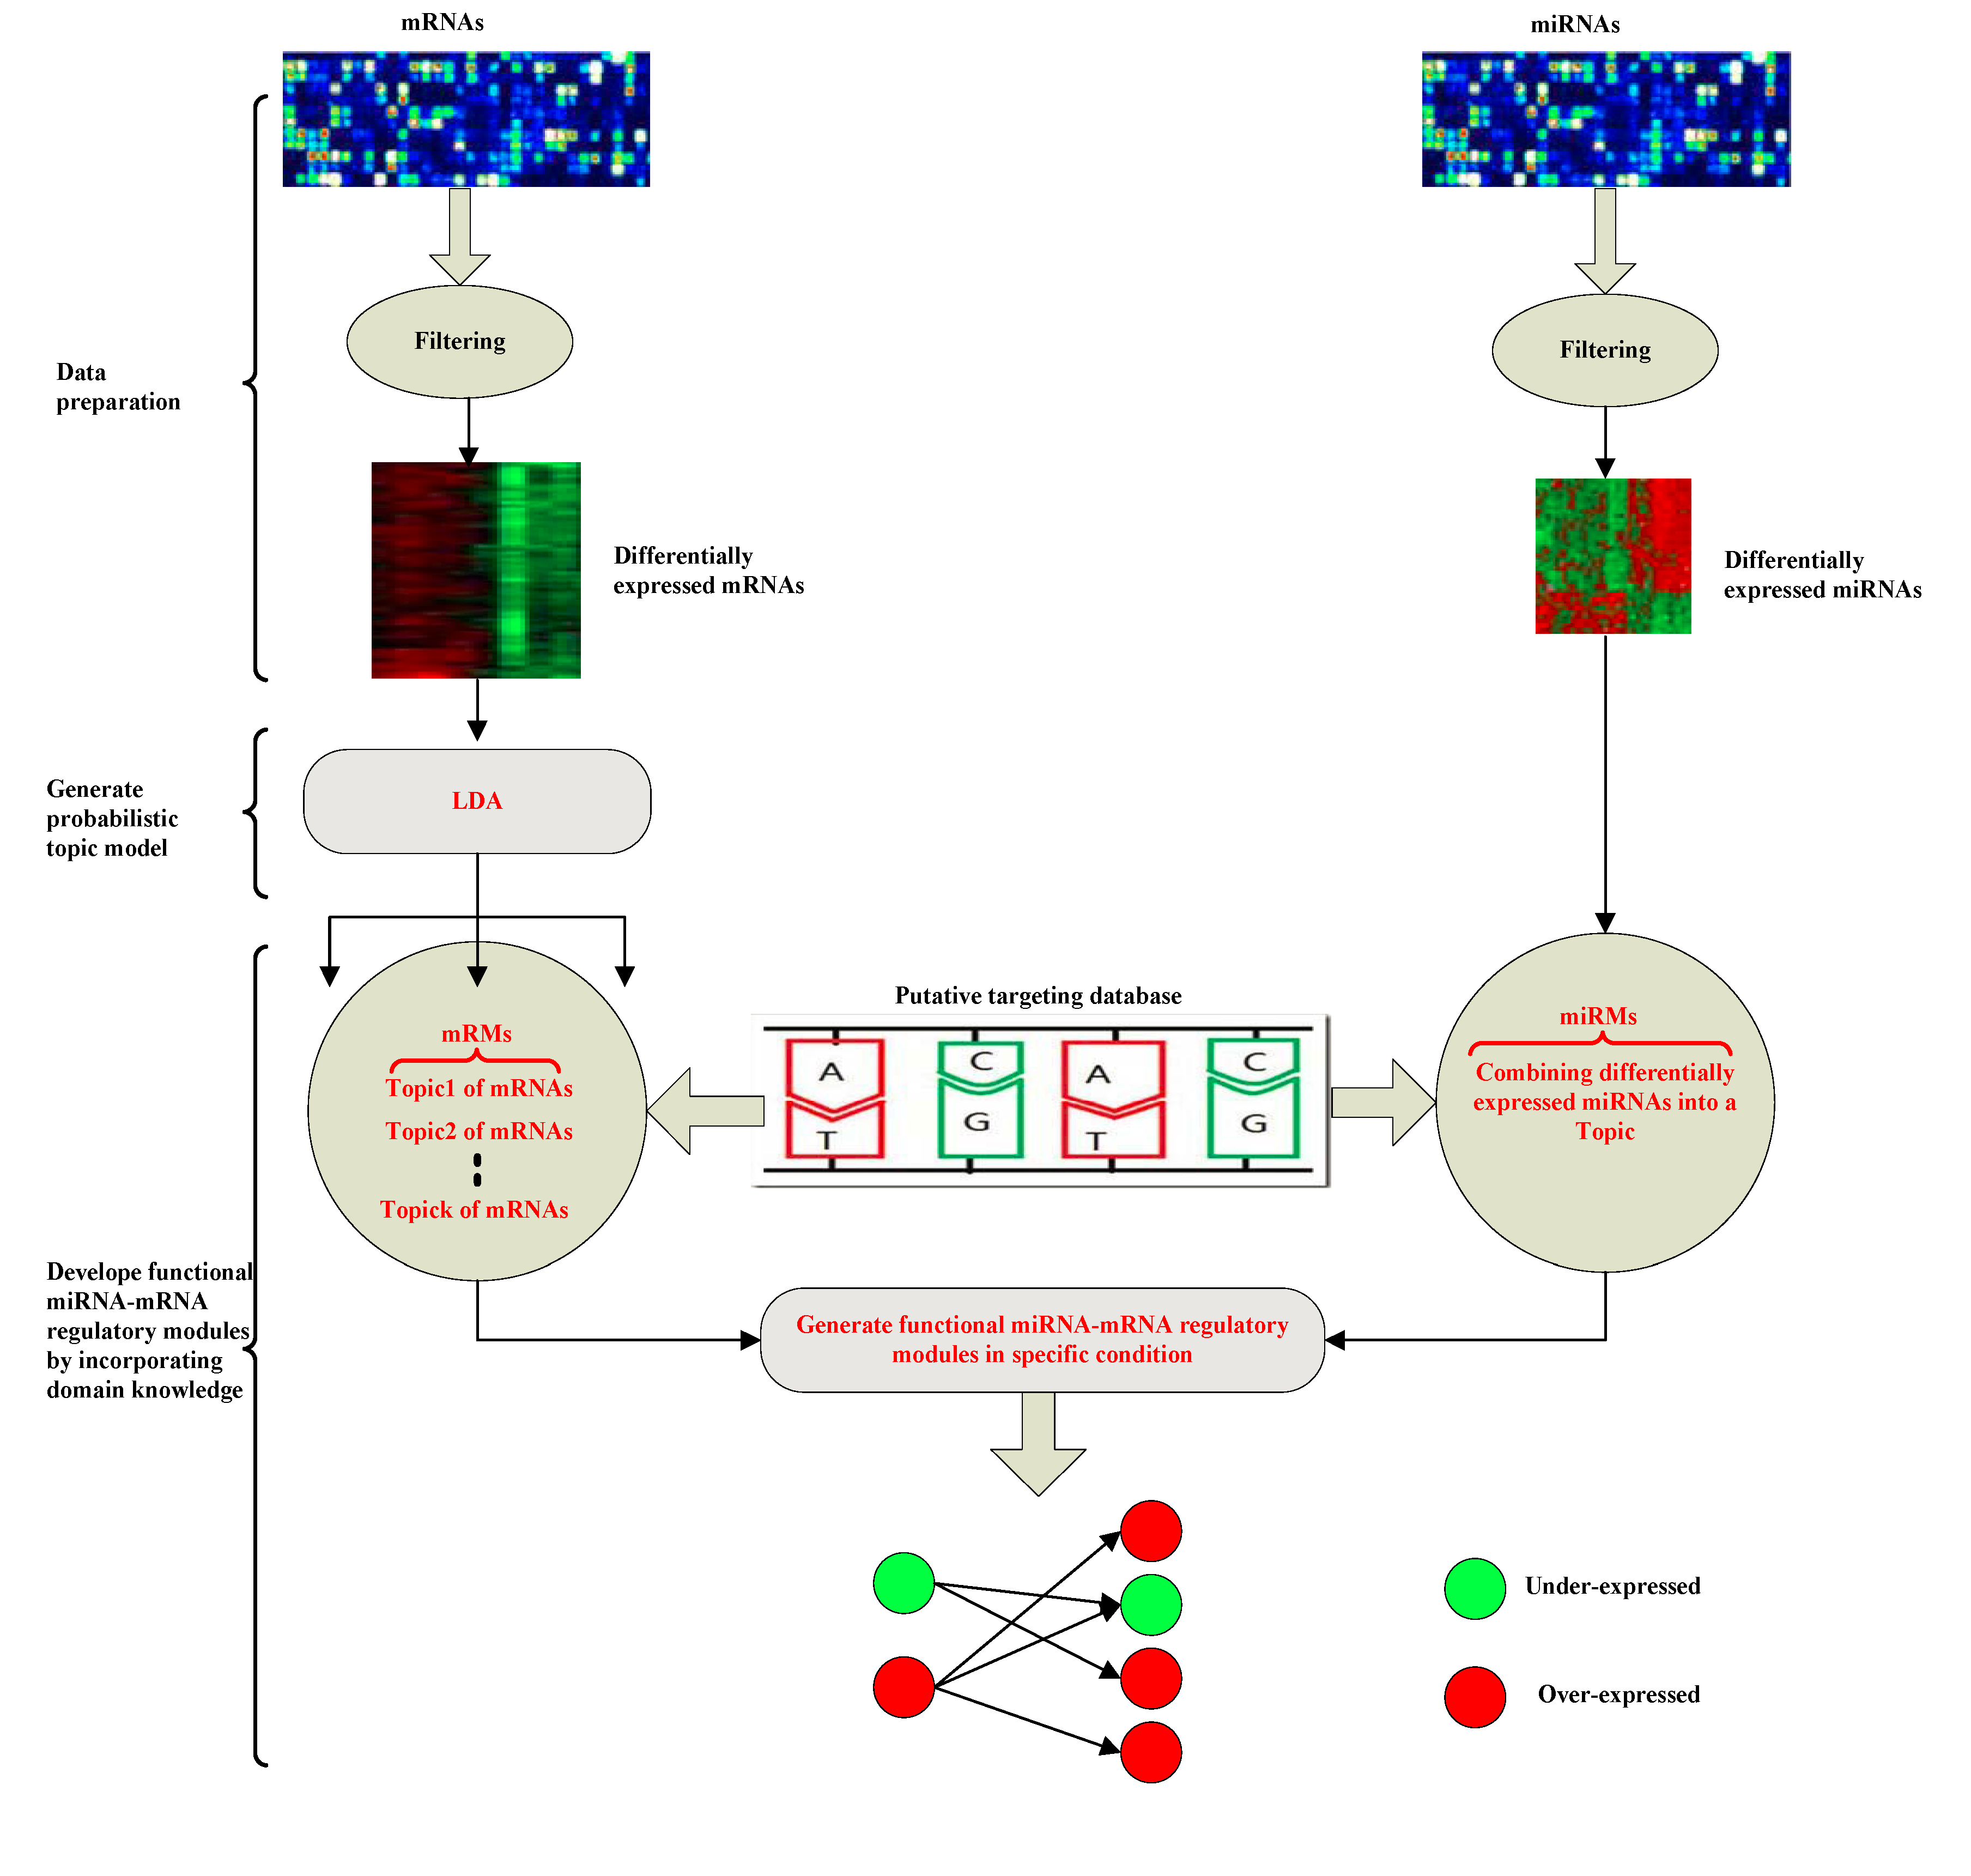 mRNAs
miRNAs
Filtering
Filtering
Data
preparation
Differentially
expressed mRNAs
Differentially
expressed miRNAs
Generate
probabilistic
topic model
LDA
Putative targeting database
mRMs
Topic1 of mRNAs
Topic2 of mRNAs
Topick of mRNAs
A
C
A
C
T
G
T
G
miRMs
Combining differentially
expressed miRNAs into a
Topic
Develope functional
miRNA-mRNA
regulatory modules
by incorporating
domain knowledge
Generate functional miRNA-mRNA regulatory
modules in specific condition
Under-expressed
Over-expressed